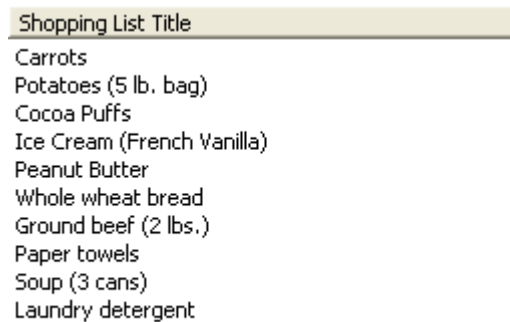 Shopping List Title
Carrots
Potatoes (5 lb. bag)
Cocoa Puffs
Ice Cream (French Vanilla)
Peanut Butter
Whole wheat bread
Ground beef (2 lbs.)
Paper towels
Soup (3 cans)
Laundry detergent